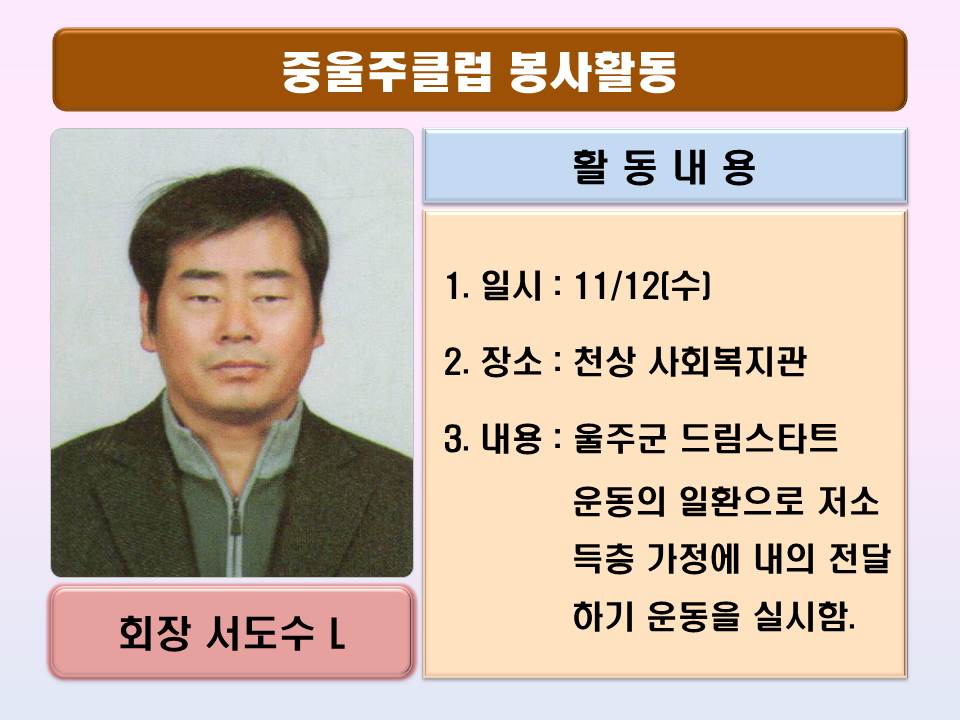 중울주클럽 봉사활동
활 동 내 용
1. 일시 : 11/12(수)
2. 장소 : 천상 사회복지관
3. 내용 : 울주군 드림스타트
운동의 일환으로 저소
득층 가정에 내의 전달
하기 운동을 실시함.
회장 서도수 L